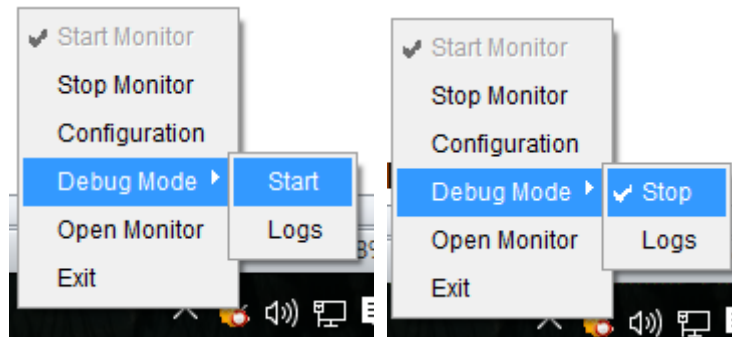 Start Monitor
Stop Monitor
Configuration
Debug Mode
Start
Open Monitor
Logs
Exit
Start Monitor
Stop Monitor
Configuration
Debug Mode
Stop
Open Monitor
Logs
Exit